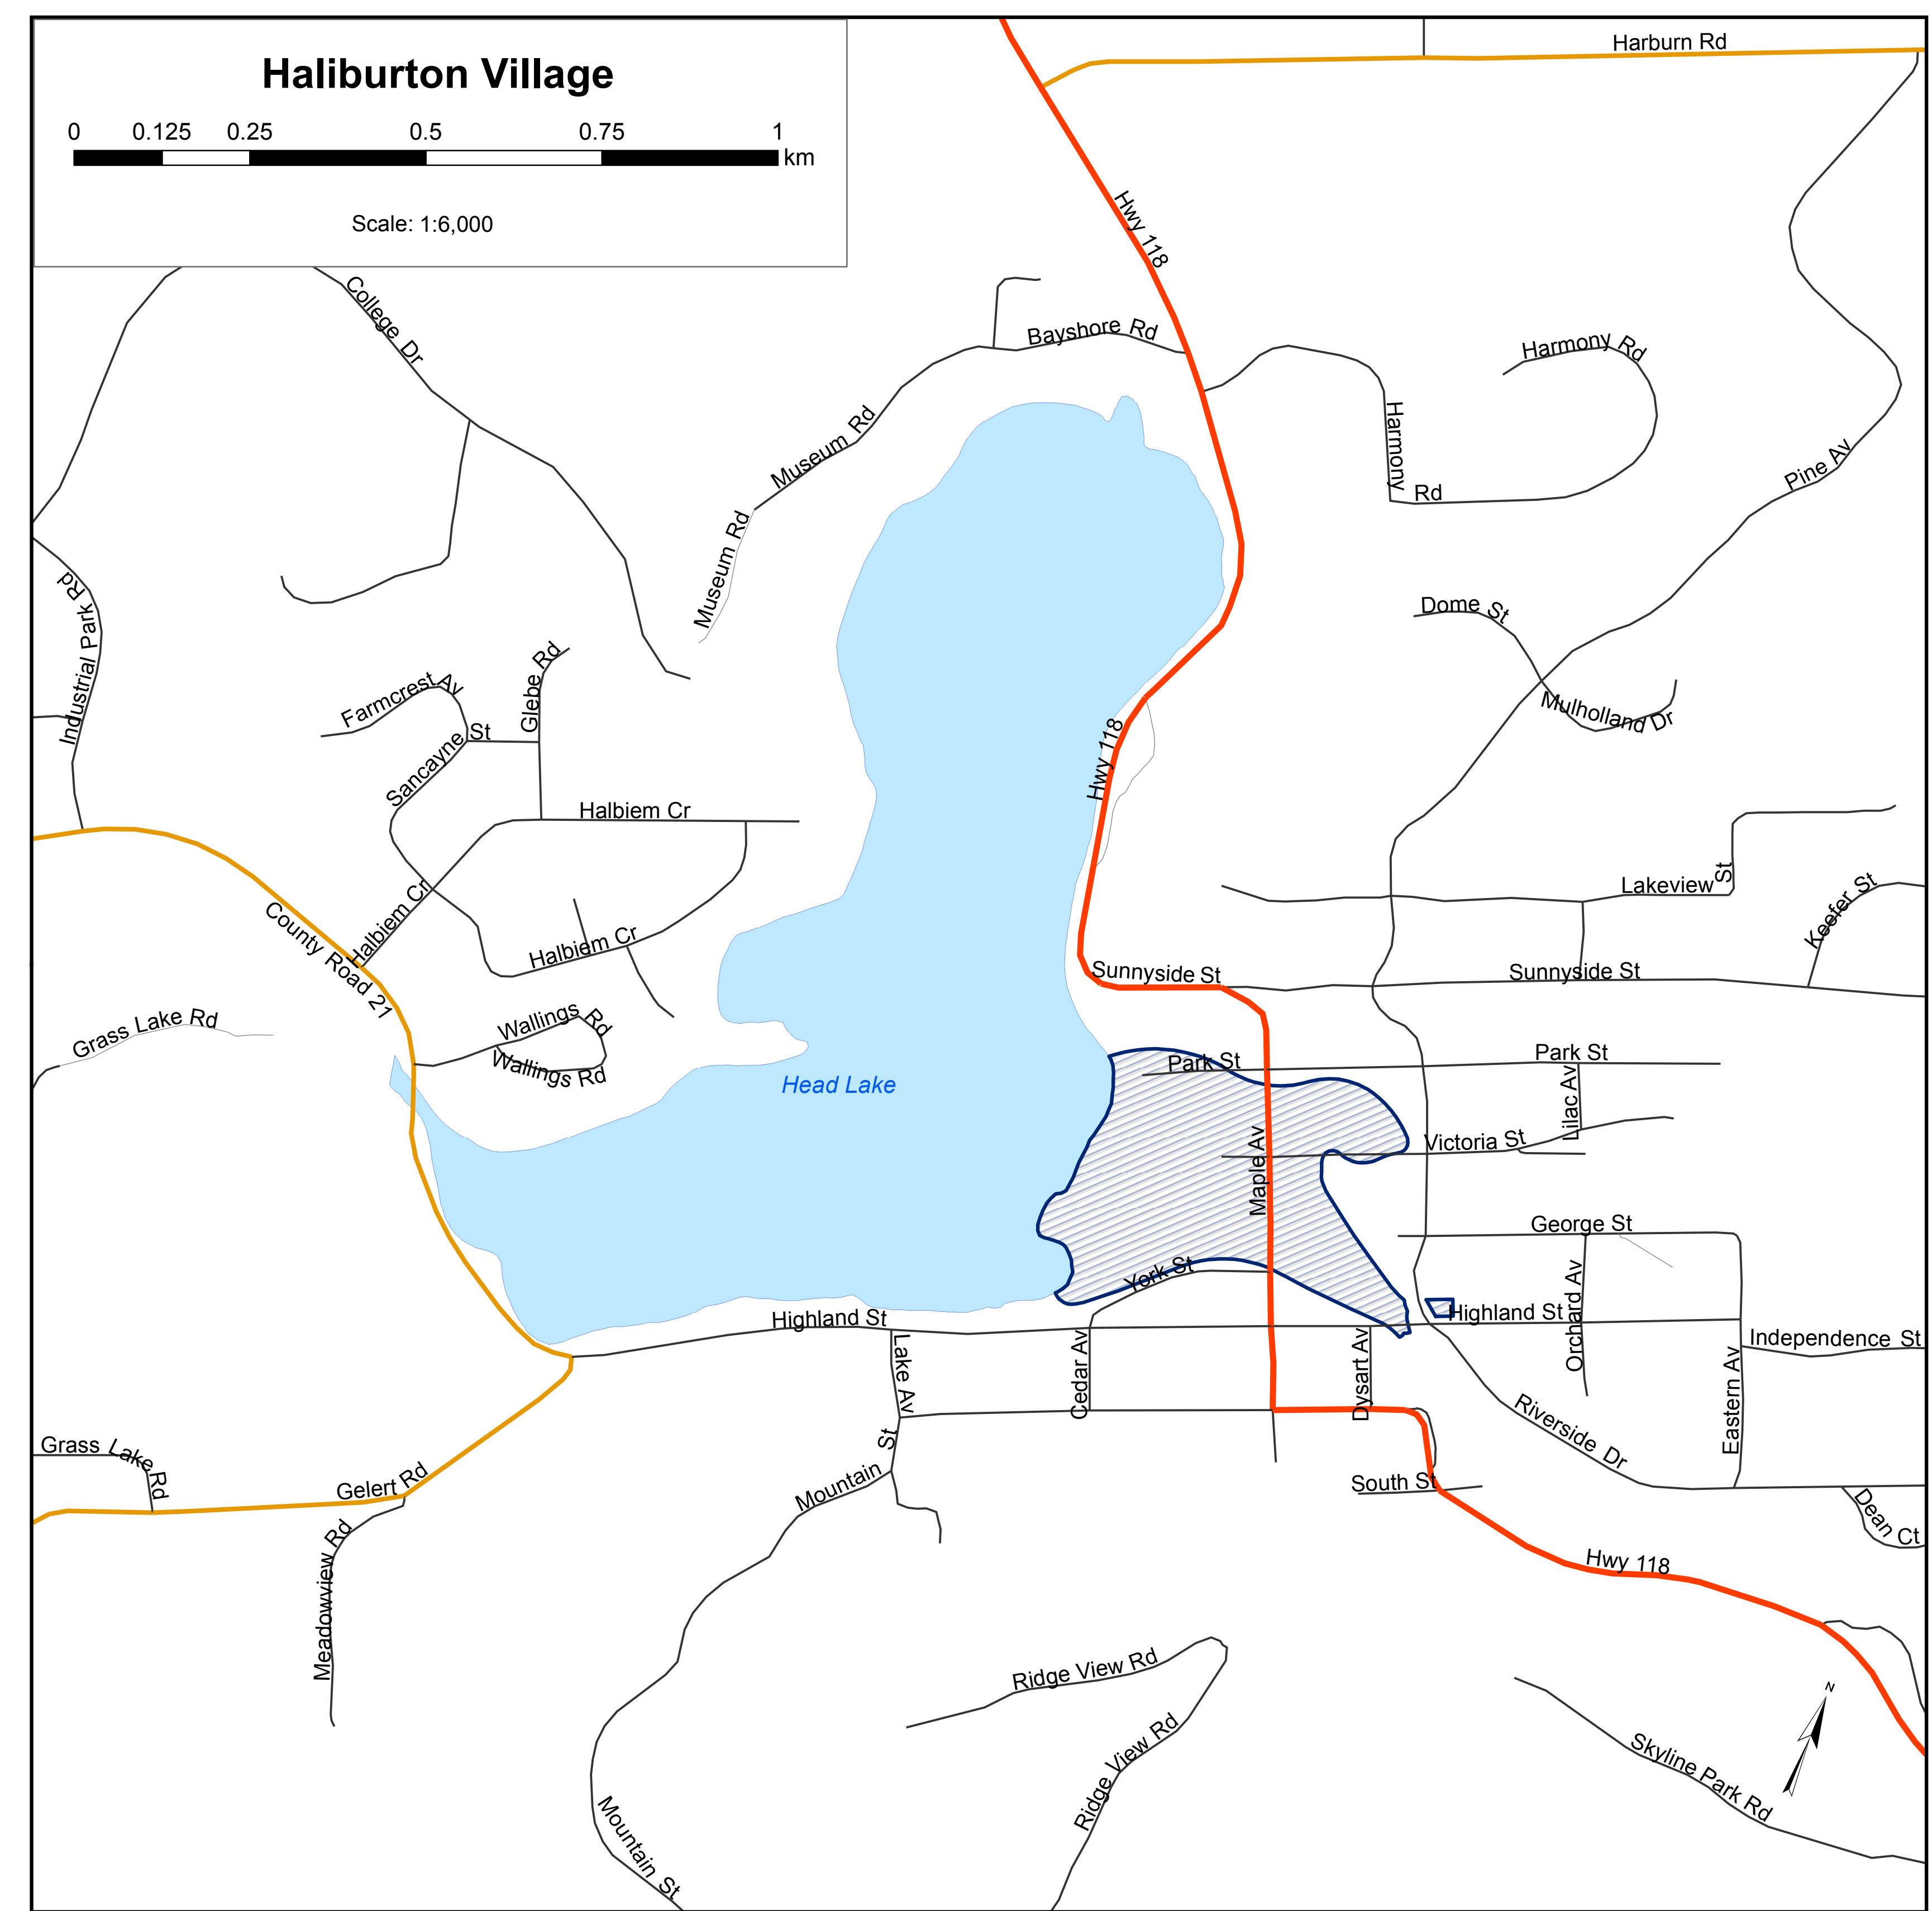 Haliburton Village
0 0.125 0.25 0.5 0.75 1
km
Scale: 1:6,000
Harburn Rd
Hwy 118
College Dr
Bayshore Rd
Harmony Rd
Museum Rd
Harmony Rd
Pine Av
Museum Rd
Industrial Park Rd
Dome St
Farmcrest Av
Glebe Rd
Mulholland Dr
Sancayne St
Hwy 118
Halbiem Cr
Lakeview St
Keefer St
Halbiem Cr
County Road 21
Halbiem Cr
Sunnyside St
Sunnyside St
Grass Lake Rd
Wallings Rd
Wallings Rd
Head Lake
Park St
Park St
Lilac Av
Maple Av
Victoria St
George St
York St
Orchard Av
Highland St
Highland St
Independence St
Lake Av
Cedar Av
Dysart Av
Eastern Av
Riverside Dr
Grass Lake Rd
Gelert Rd
Mountain St
South St
Dean Ct
Meadowview Rd
Hwy 118
Ridge View Rd
N
Ridge View Rd
Skyline Park Rd
Mountain St